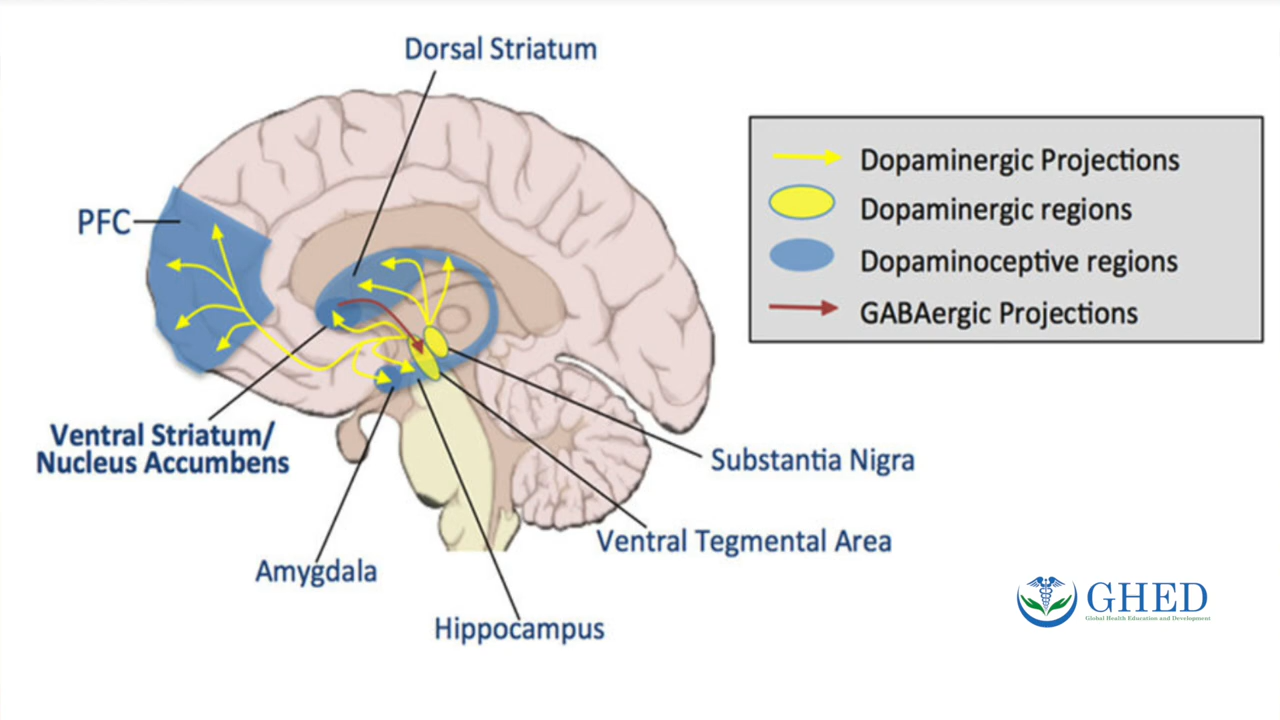 Dorsal Striatum
PFC
Ventral Striatum/
Nucleus Accumbens
Amygdala
Hippocampus
Ventral Tegmental Area
Substantia Nigra
Dopaminergic Projections
Dopaminergic regions
Dopaminoceptive regions
GABAergic Projections
GHED
Global Health Education and Development